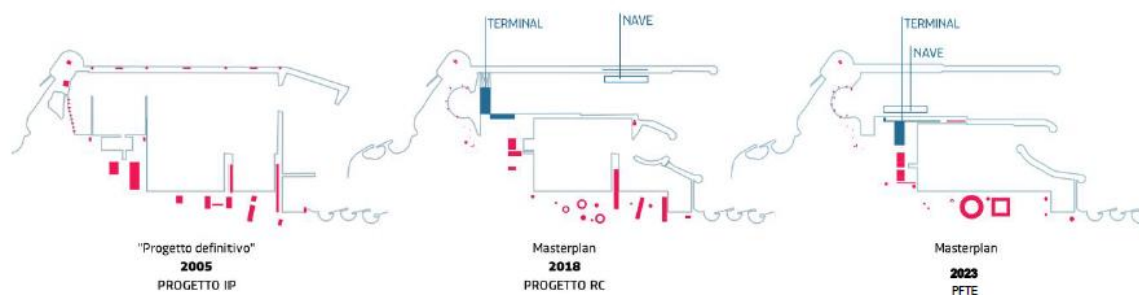 TERMINAL
NAVE
TERMINAL
NAVE
"Progetto definitivo"
2005
PROGETTO IP
Masterplan
2018
PROGETTO RC
Masterplan
2023
PFTE